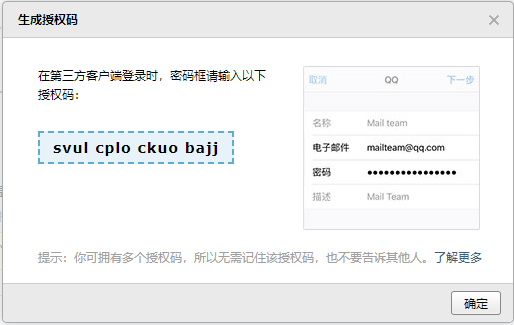 生成授权码
在第三方客户端登录时，密码框请输入以下
授权码：
svul cplo ckuo bajj
取消 QQ 下一步
名称 Mail team
电子邮件 mailteam@qq.com
密码 ●●●●●●●●●●●●●●●●
描述 Mail Team
提示：你可拥有多个授权码，所以无需记住该授权码，也不要告诉其他人。了解更多
确定